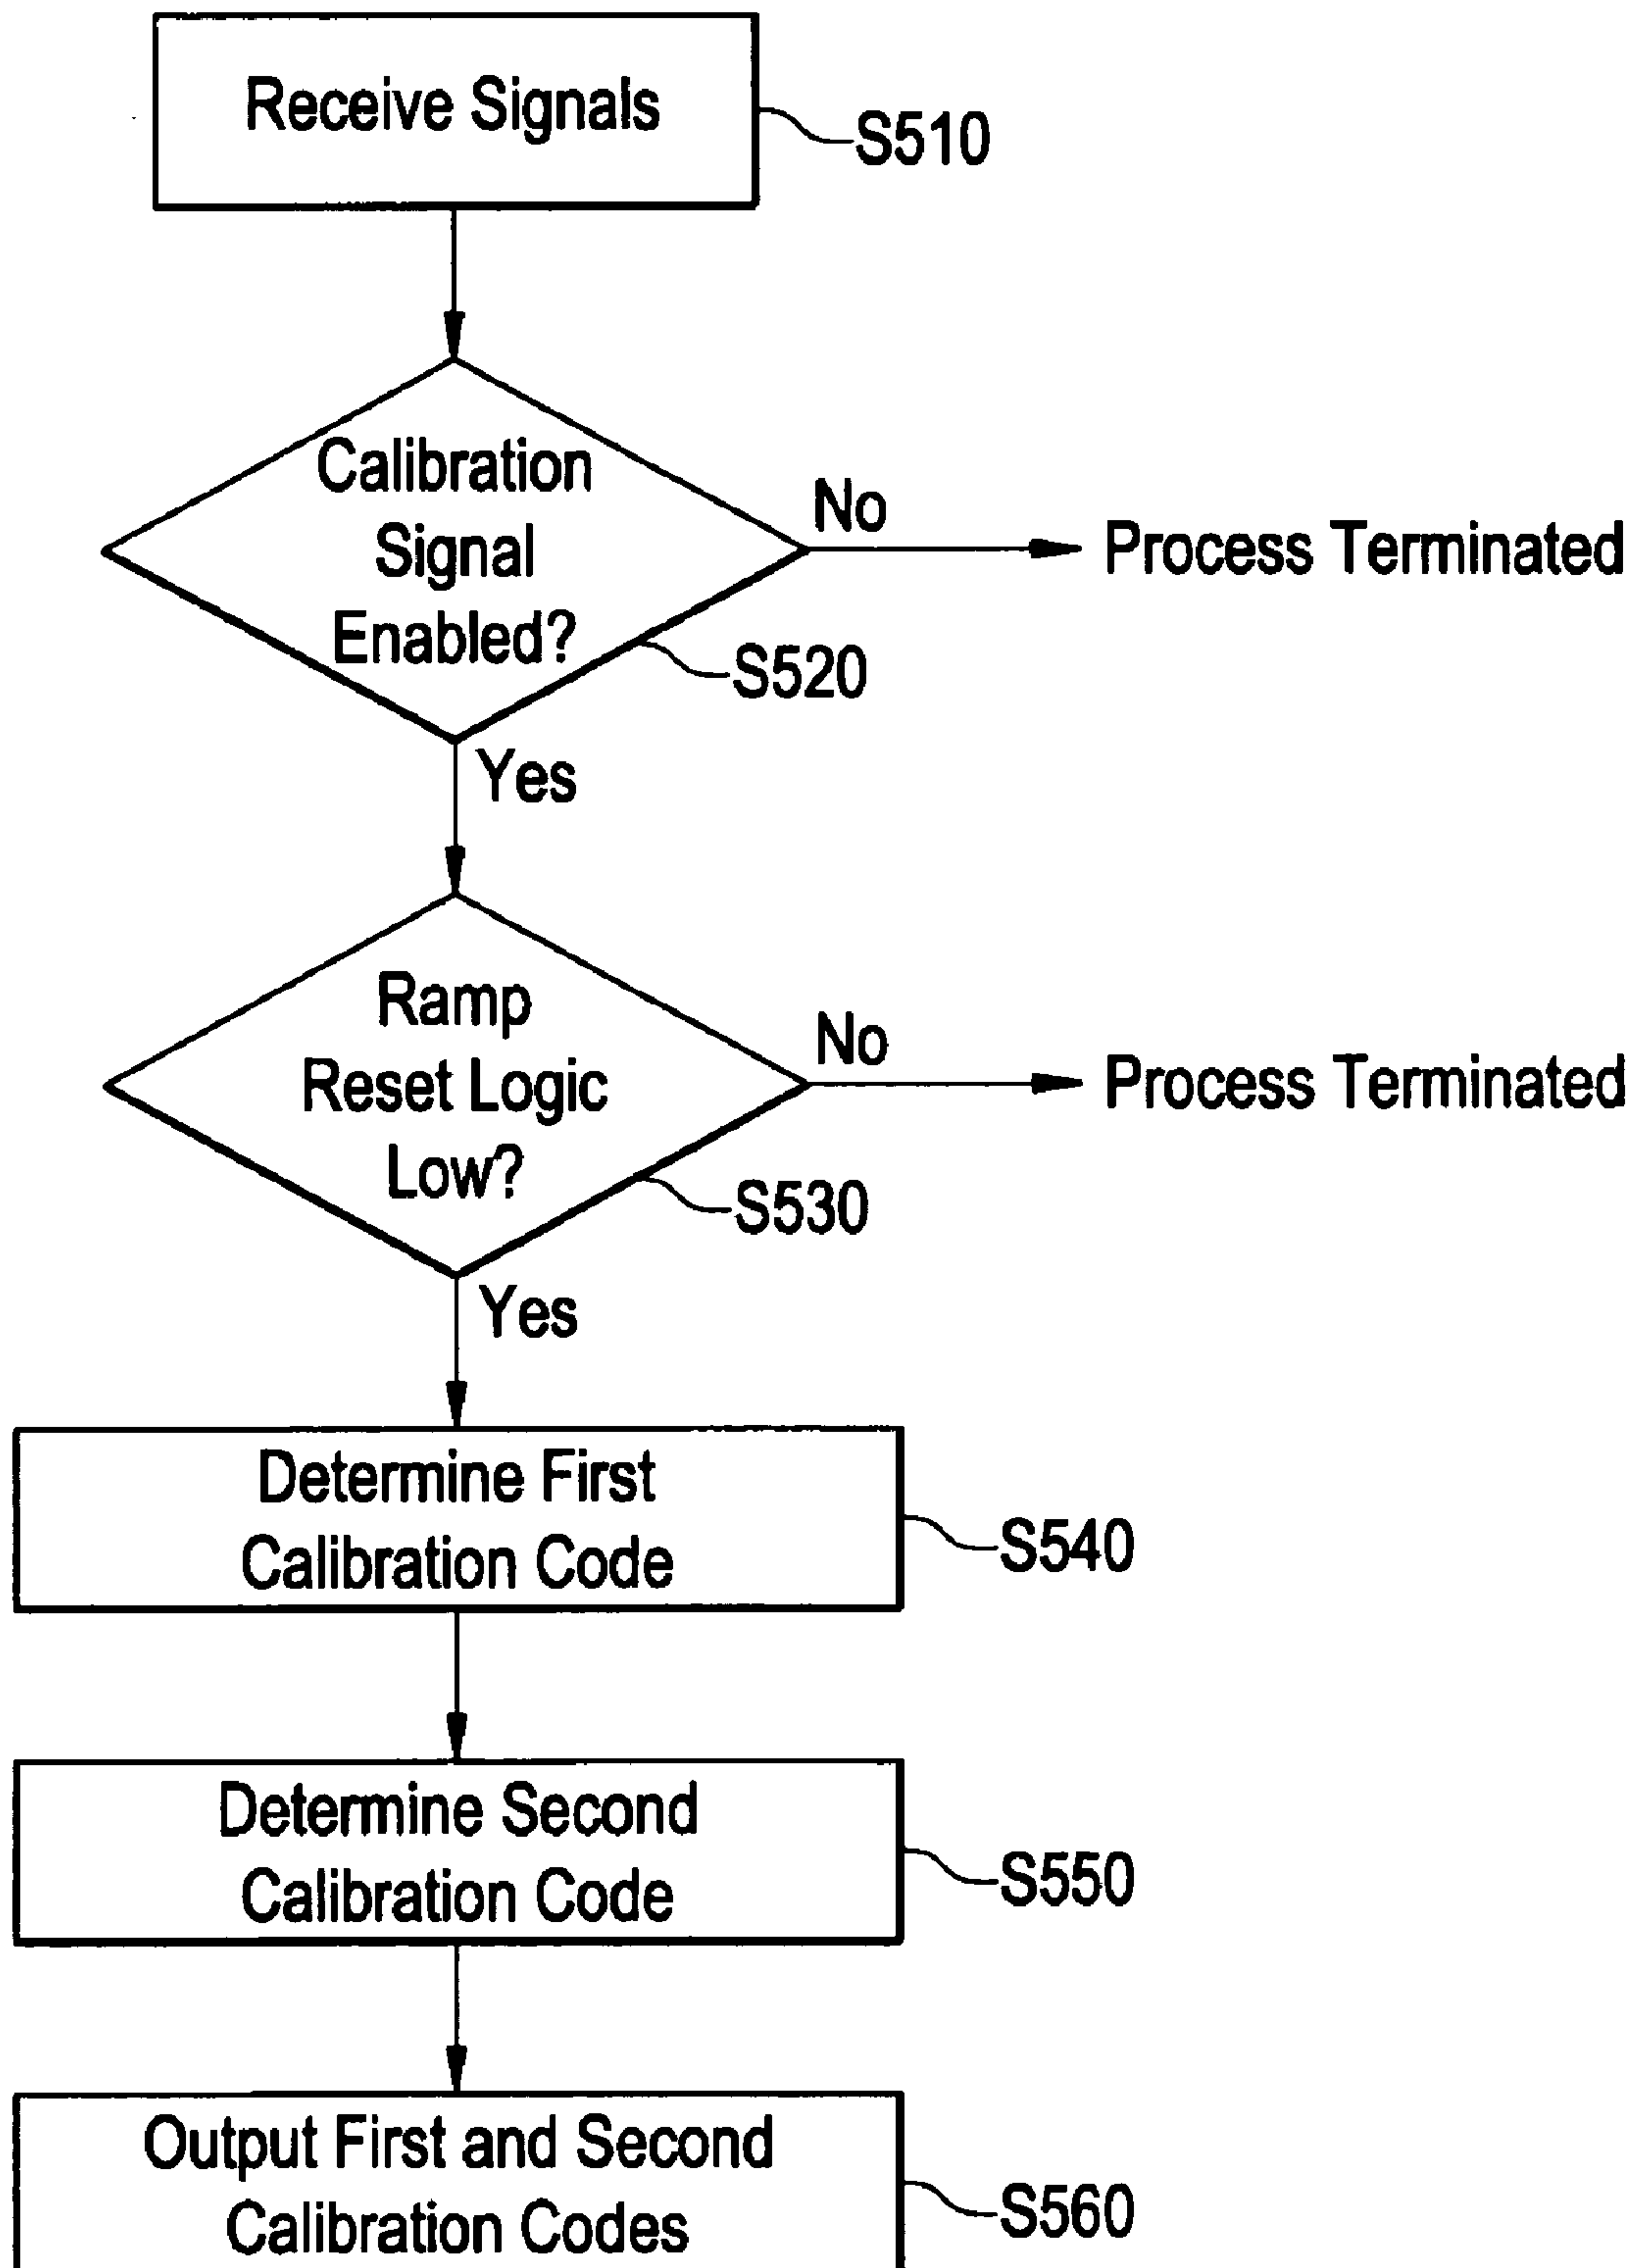 Receive Signals
S510
Calibration
Signal
Enabled?
No
Process Terminated
S520
Yes
Ramp
Reset Logic
Low?
No
Process Terminated
S530
Yes
Determine First
Calibration Code
S540
Determine Second
Calibration Code
S550
Output First and Second
Calibration Codes
S560